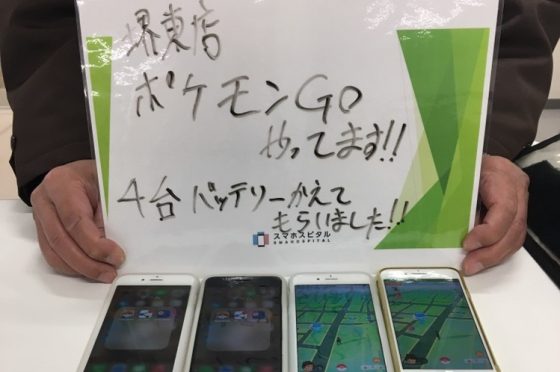 堺東店
ポケモンGO
やってます!!
4台 バッテリーかえて
もらいました!!
スマホスピタル
SMAHOSPITAL